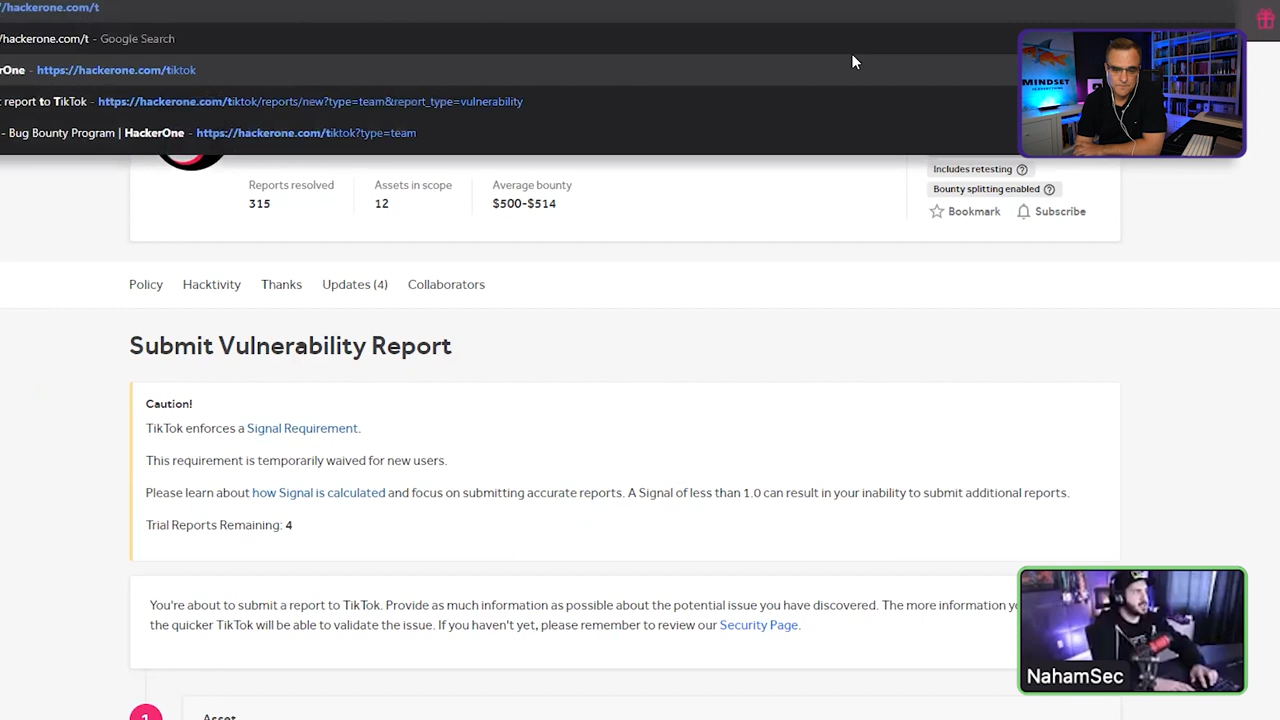 //hackerone.com/t
/hackerone.com/t - Google Search
rOne - https://hackerone.com/tiktok
t report to TikTok - https://hackerone.com/tiktok/reports/new?type=team&report_type=vulnerability
- Bug Bounty Program | HackerOne - https://hackerone.com/tiktok?type=team
MINDSET
Includes retesting
Reports resolved
Assets in scope
Average bounty
Bounty splitting enabled
315
12
$500-$514
Bookmark
Subscribe
Policy
Hacktivity
Thanks
Updates (4)
Collaborators
Submit Vulnerability Report
Caution!
TikTok enforces a Signal Requirement.
This requirement is temporarily waived for new users.
Please learn about how Signal is calculated and focus on submitting accurate reports. A Signal of less than 1.0 can result in your inability to submit additional reports.
Trial Reports Remaining: 4
You're about to submit a report to TikTok. Provide as much information as possible about the potential issue you have discovered. The more information yo
the quicker TikTok will be able to validate the issue. If you haven't yet, please remember to review our Security Page.
NahamSec
1
Asset